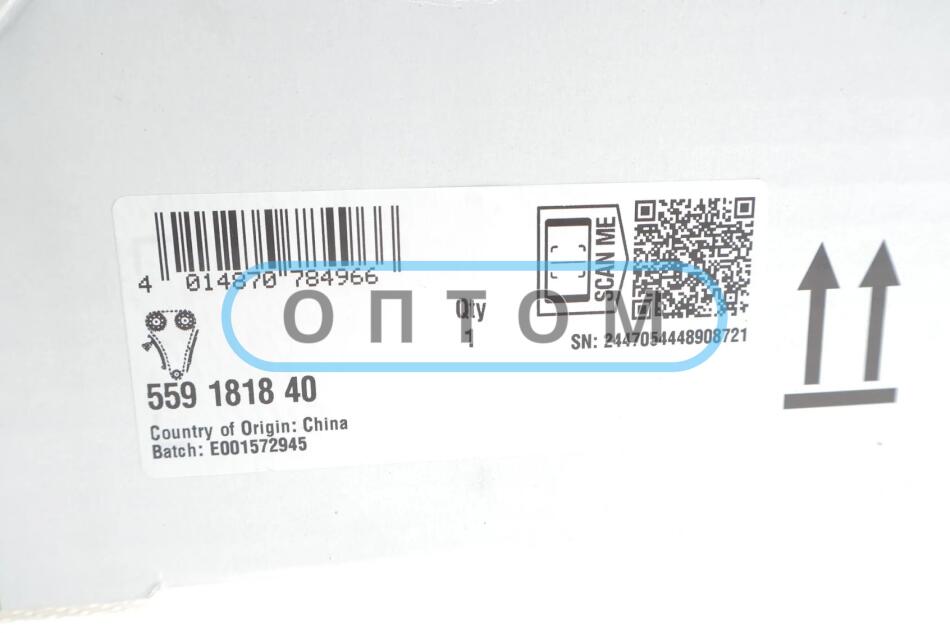 4 014870 784966
SCAN ME
Qty
1
ОПТОМ
SN: 2447054448908721
559 1818 40
Country of Origin: China
Batch: E001572945